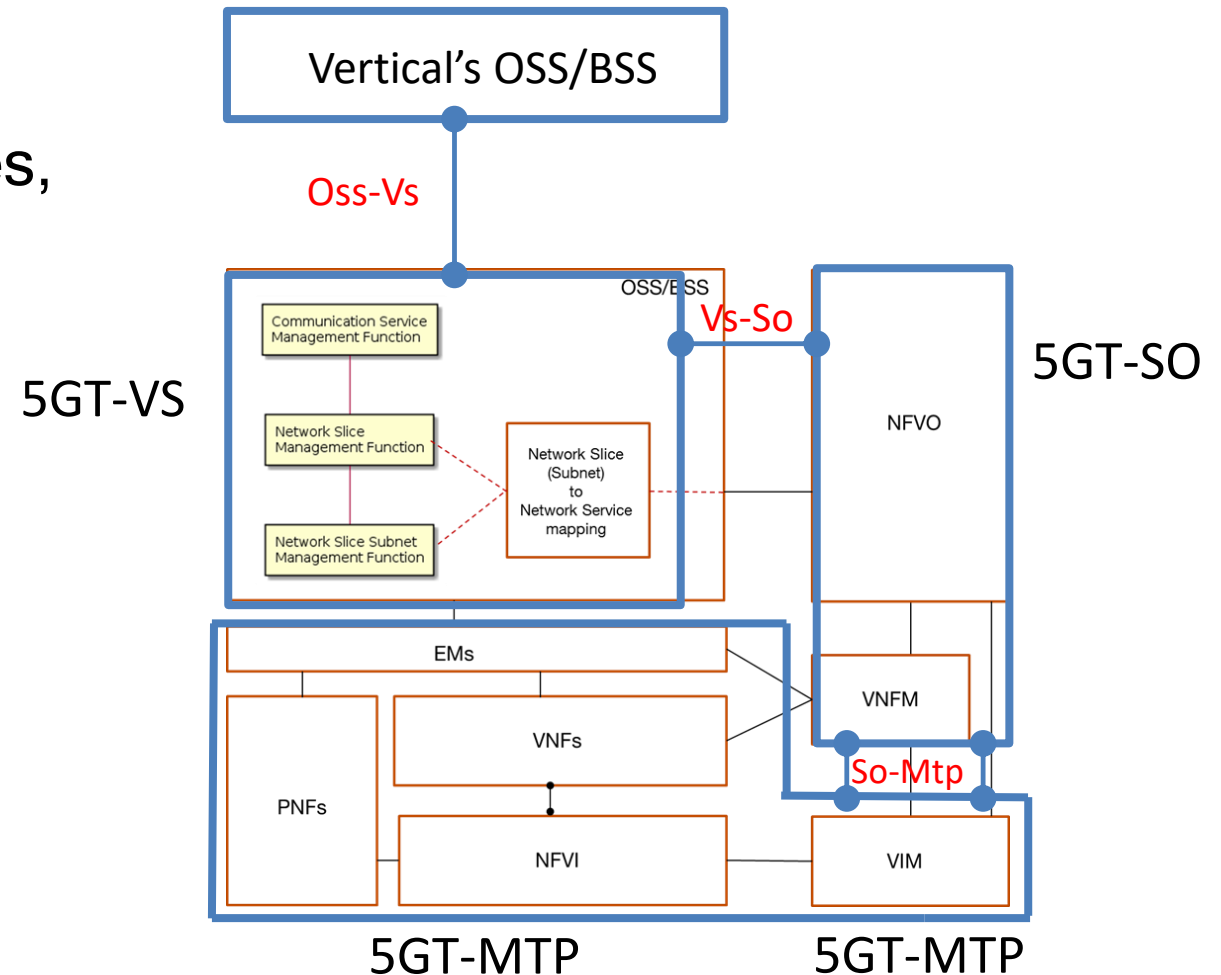 Vertical's OSS/BSS
es,
Oss-Vs
OSS/BSS
Communication Service
Management Function
Vs-So
5GT-SO
5GT-VS
Network Slice
Management Function
Network Slice
(Subnet)
to
Network Service
mapping
NFVO
Network Slice Subnet
Management Function
EMs
VNFM
VNFs
So-Mtp
PNFs
NFVI
VIM
5GT-MTP
5GT-MTP